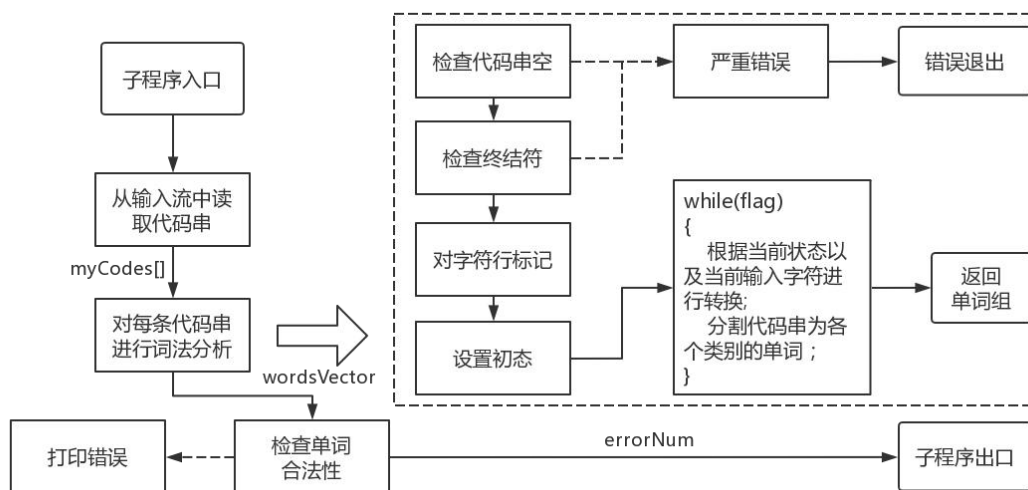 子程序入口
从输入流中读
取代码串
myCodes[]
对每条代码串
进行词法分析
wordsVector
检查单词
合法性
打印错误
errorNum
子程序出口
检查代码串空
严重错误
错误退出
检查终结符
对字符行标记
设置初态
while(flag)
{
根据当前状态以
及当前输入字符进
行转换;
分割代码串为各
个类别的单词；
}
返回
单词组